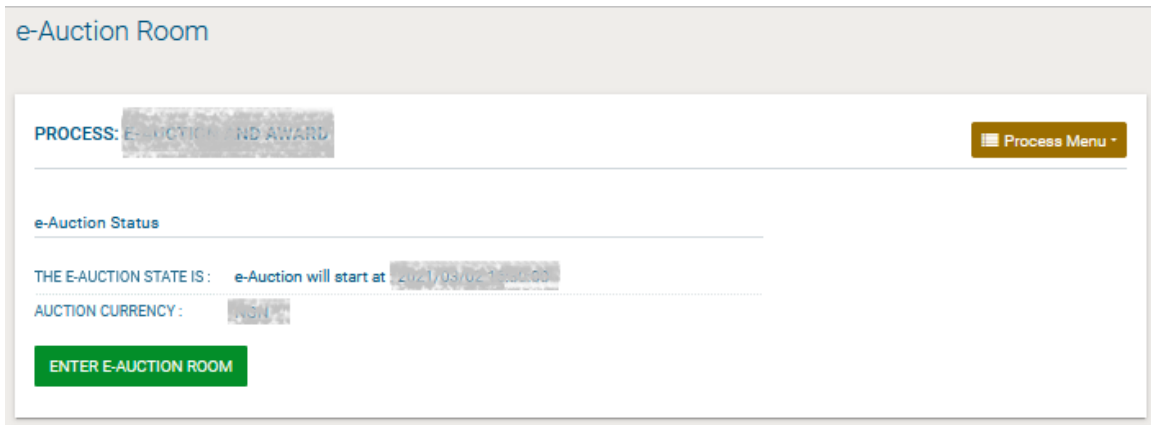 e-Auction Room
PROCESS: AWARD
Process Menu
e-Auction Status
THE E-AUCTION STATE IS : e-Auction will start at
AUCTION CURRENCY :
ENTER E-AUCTION ROOM